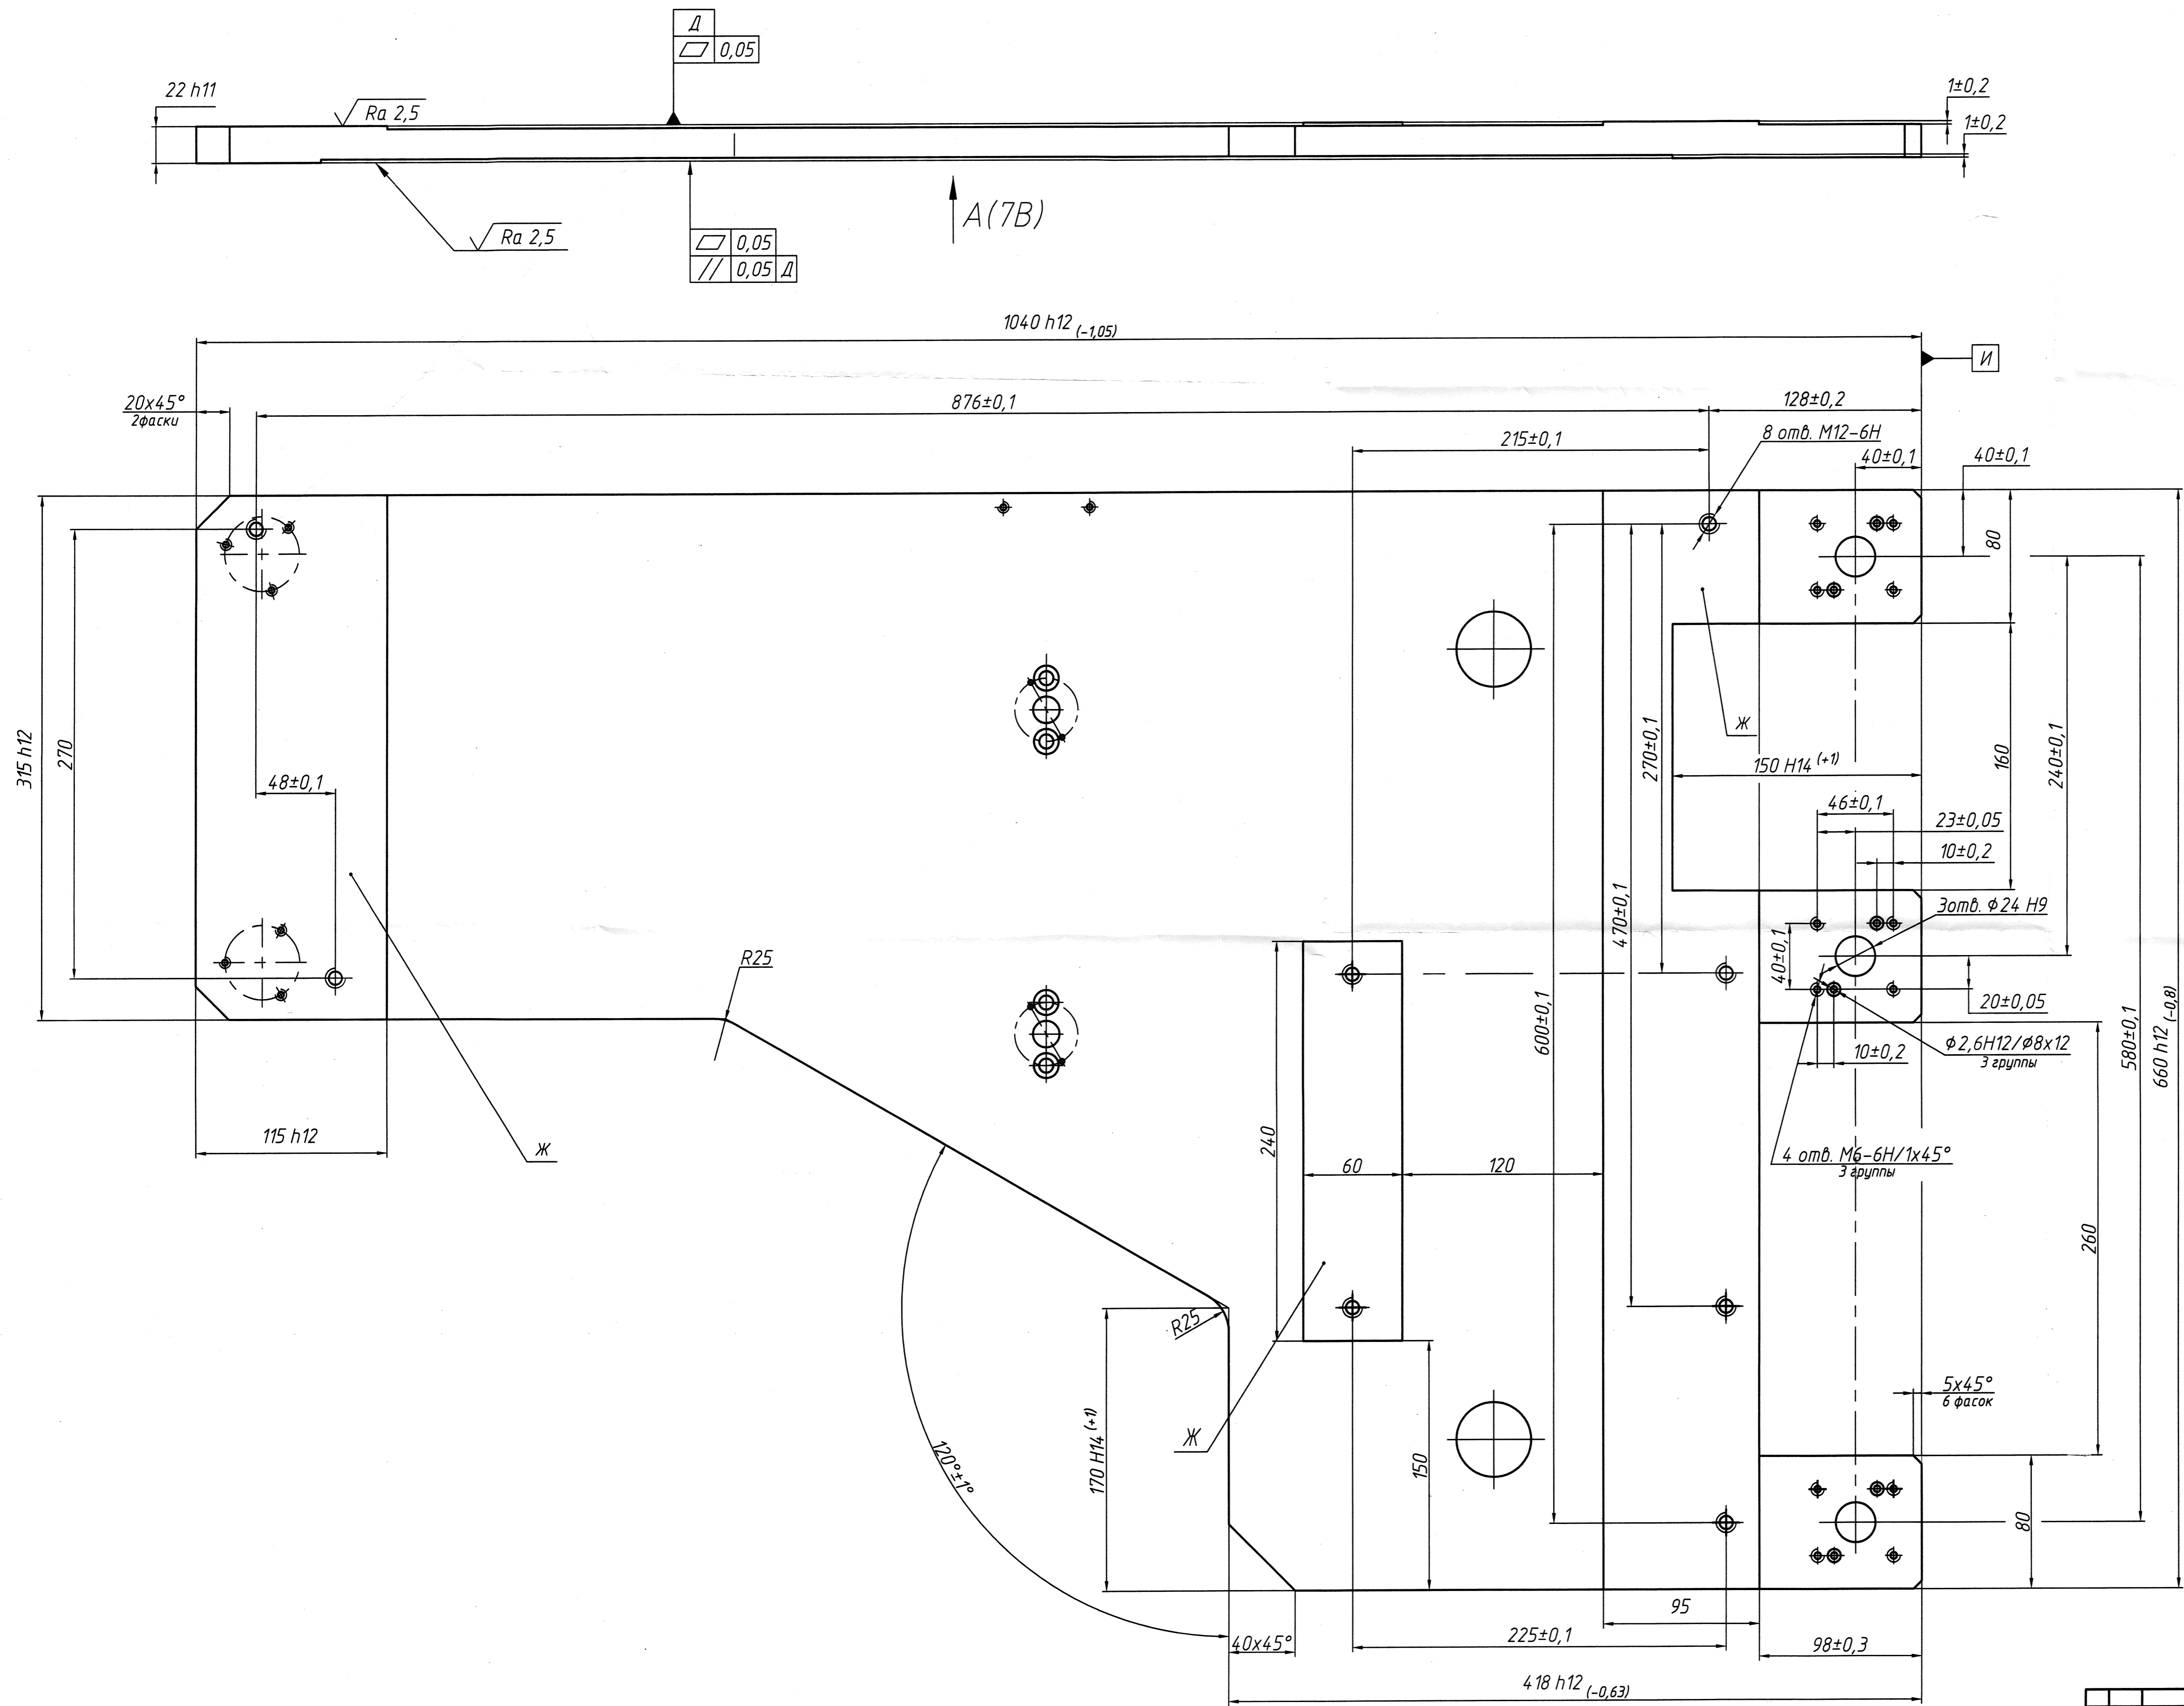 Д
0,05
22 h11
Ra 2,5
1±0,2
1±0,2
Ra 2,5
0,05
// 0,05 Д
А(7В)
1040 h12 (-1,05)
И
20x45°
2фаски
876±0,1
128±0,2
215±0,1
8 отв. М12-6Н
40±0,1
40±0,1
80
315 h12
270
48±0,1
270±0,1
Ж
150 Н14 (+1)
160
240±0,1
46±0,1
23±0,05
10±0,2
3отв. ϕ24 Н9
470±0,1
40±0,1
R25
20±0,05
600±0,1
580±0,1
660 h12 (-0,8)
10±0,2
ϕ2,6Н12/ϕ8x12
3 группы
115 h12
Ж
240
60
120
4 отв. М6-6Н/1x45°
3 группы
260
R25
5x45°
6 фасок
120°±1°
170 Н14 (+1)
Ж
150
80
95
40x45°
225±0,1
98±0,3
418 h12 (-0,63)